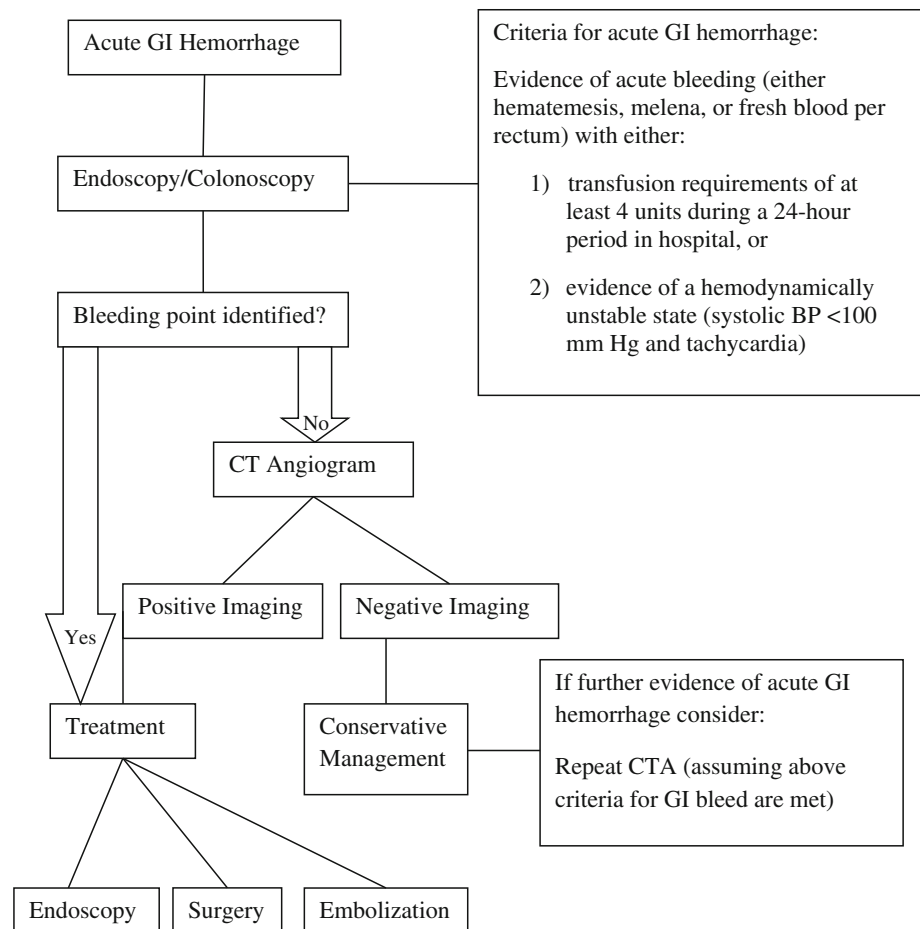 Acute GI Hemorrhage
Criteria for acute GI hemorrhage:
Evidence of acute bleeding (either
hematemesis, melena, or fresh blood per
rectum) with either:
1) transfusion requirements of at
least 4 units during a 24-hour
period in hospital, or
2) evidence of a hemodynamically
unstable state (systolic BP <100
mm Hg and tachycardia)
Endoscopy/Colonoscopy
Bleeding point identified?
No
CT Angiogram
Positive Imaging
Negative Imaging
Yes
Treatment
Conservative
Management
If further evidence of acute GI
hemorrhage consider:
Repeat CTA (assuming above
criteria for GI bleed are met)
Endoscopy
Surgery
Embolization